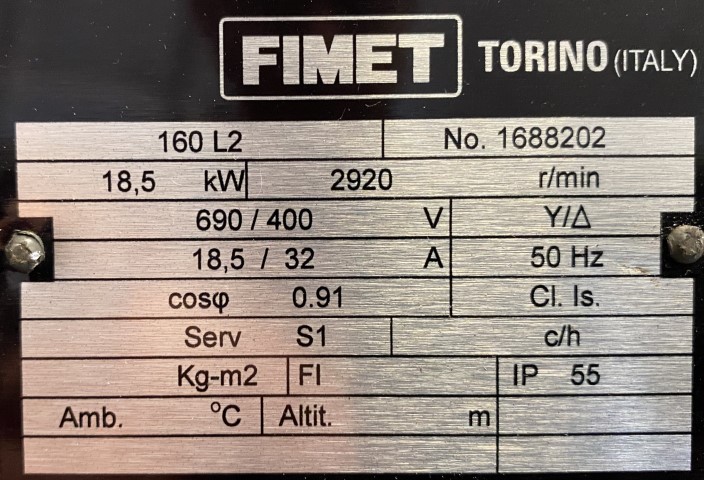 FIMET TORINO (ITALY)
160 L2 No. 1688202
18,5 kW 2920 r/min
690 / 400 V Y/Δ
18,5 / 32 A 50 Hz
cosφ 0.91 Cl. Is.
Serv S1 c/h
Kg-m2 FI IP 55
Amb. °C Altit. m